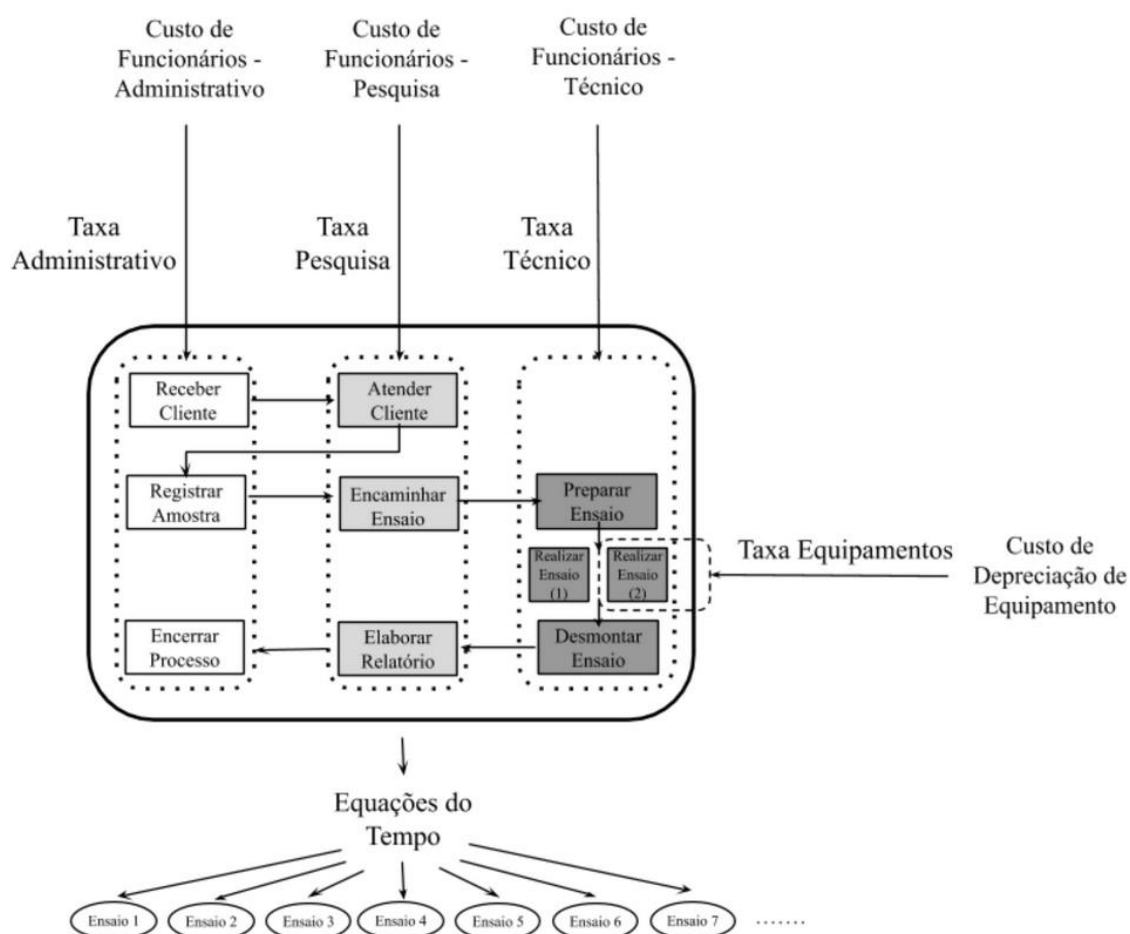 Custo de
Funcionários -
Administrativo
Custo de
Funcionários -
Pesquisa
Custo de
Funcionários -
Técnico
Taxa
Administrativo
Taxa
Pesquisa
Taxa
Técnico
Receber
Cliente
Atender
Cliente
Registrar
Amostra
Encaminhar
Ensaio
Preparar
Ensaio
Realizar
Ensaio
(1)
Realizar
Ensaio
(2)
Taxa Equipamentos
Custo de
Depreciação de
Equipamento
Encerrar
Processo
Elaborar
Relatório
Desmontar
Ensaio
Equações do
Tempo
Ensaio 1
Ensaio 2
Ensaio 3
Ensaio 4
Ensaio 5
Ensaio 6
Ensaio 7
.......